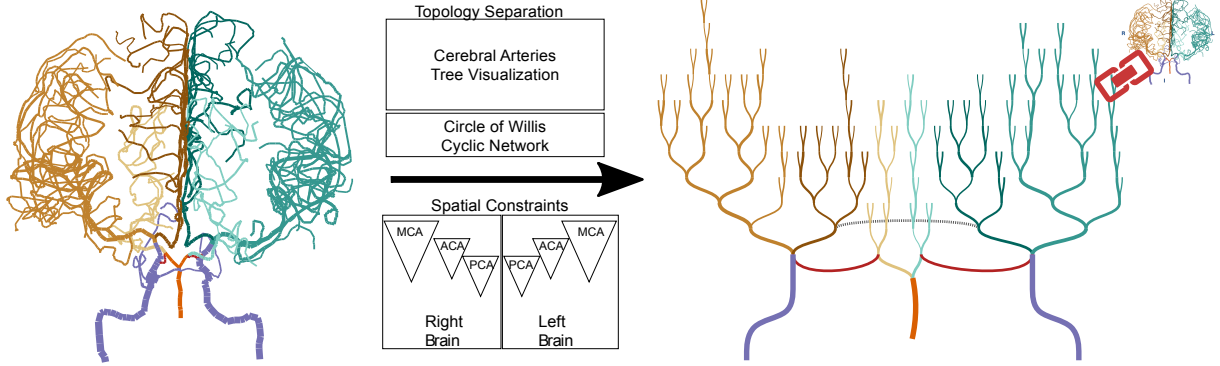 Topology Separation
Cerebral Arteries
Tree Visualization
Circle of Willis
Cyclic Network
Spatial Constraints
MCA
ACA
PCA
PCA
ACA
MCA
Right
Brain
Left
Brain
R